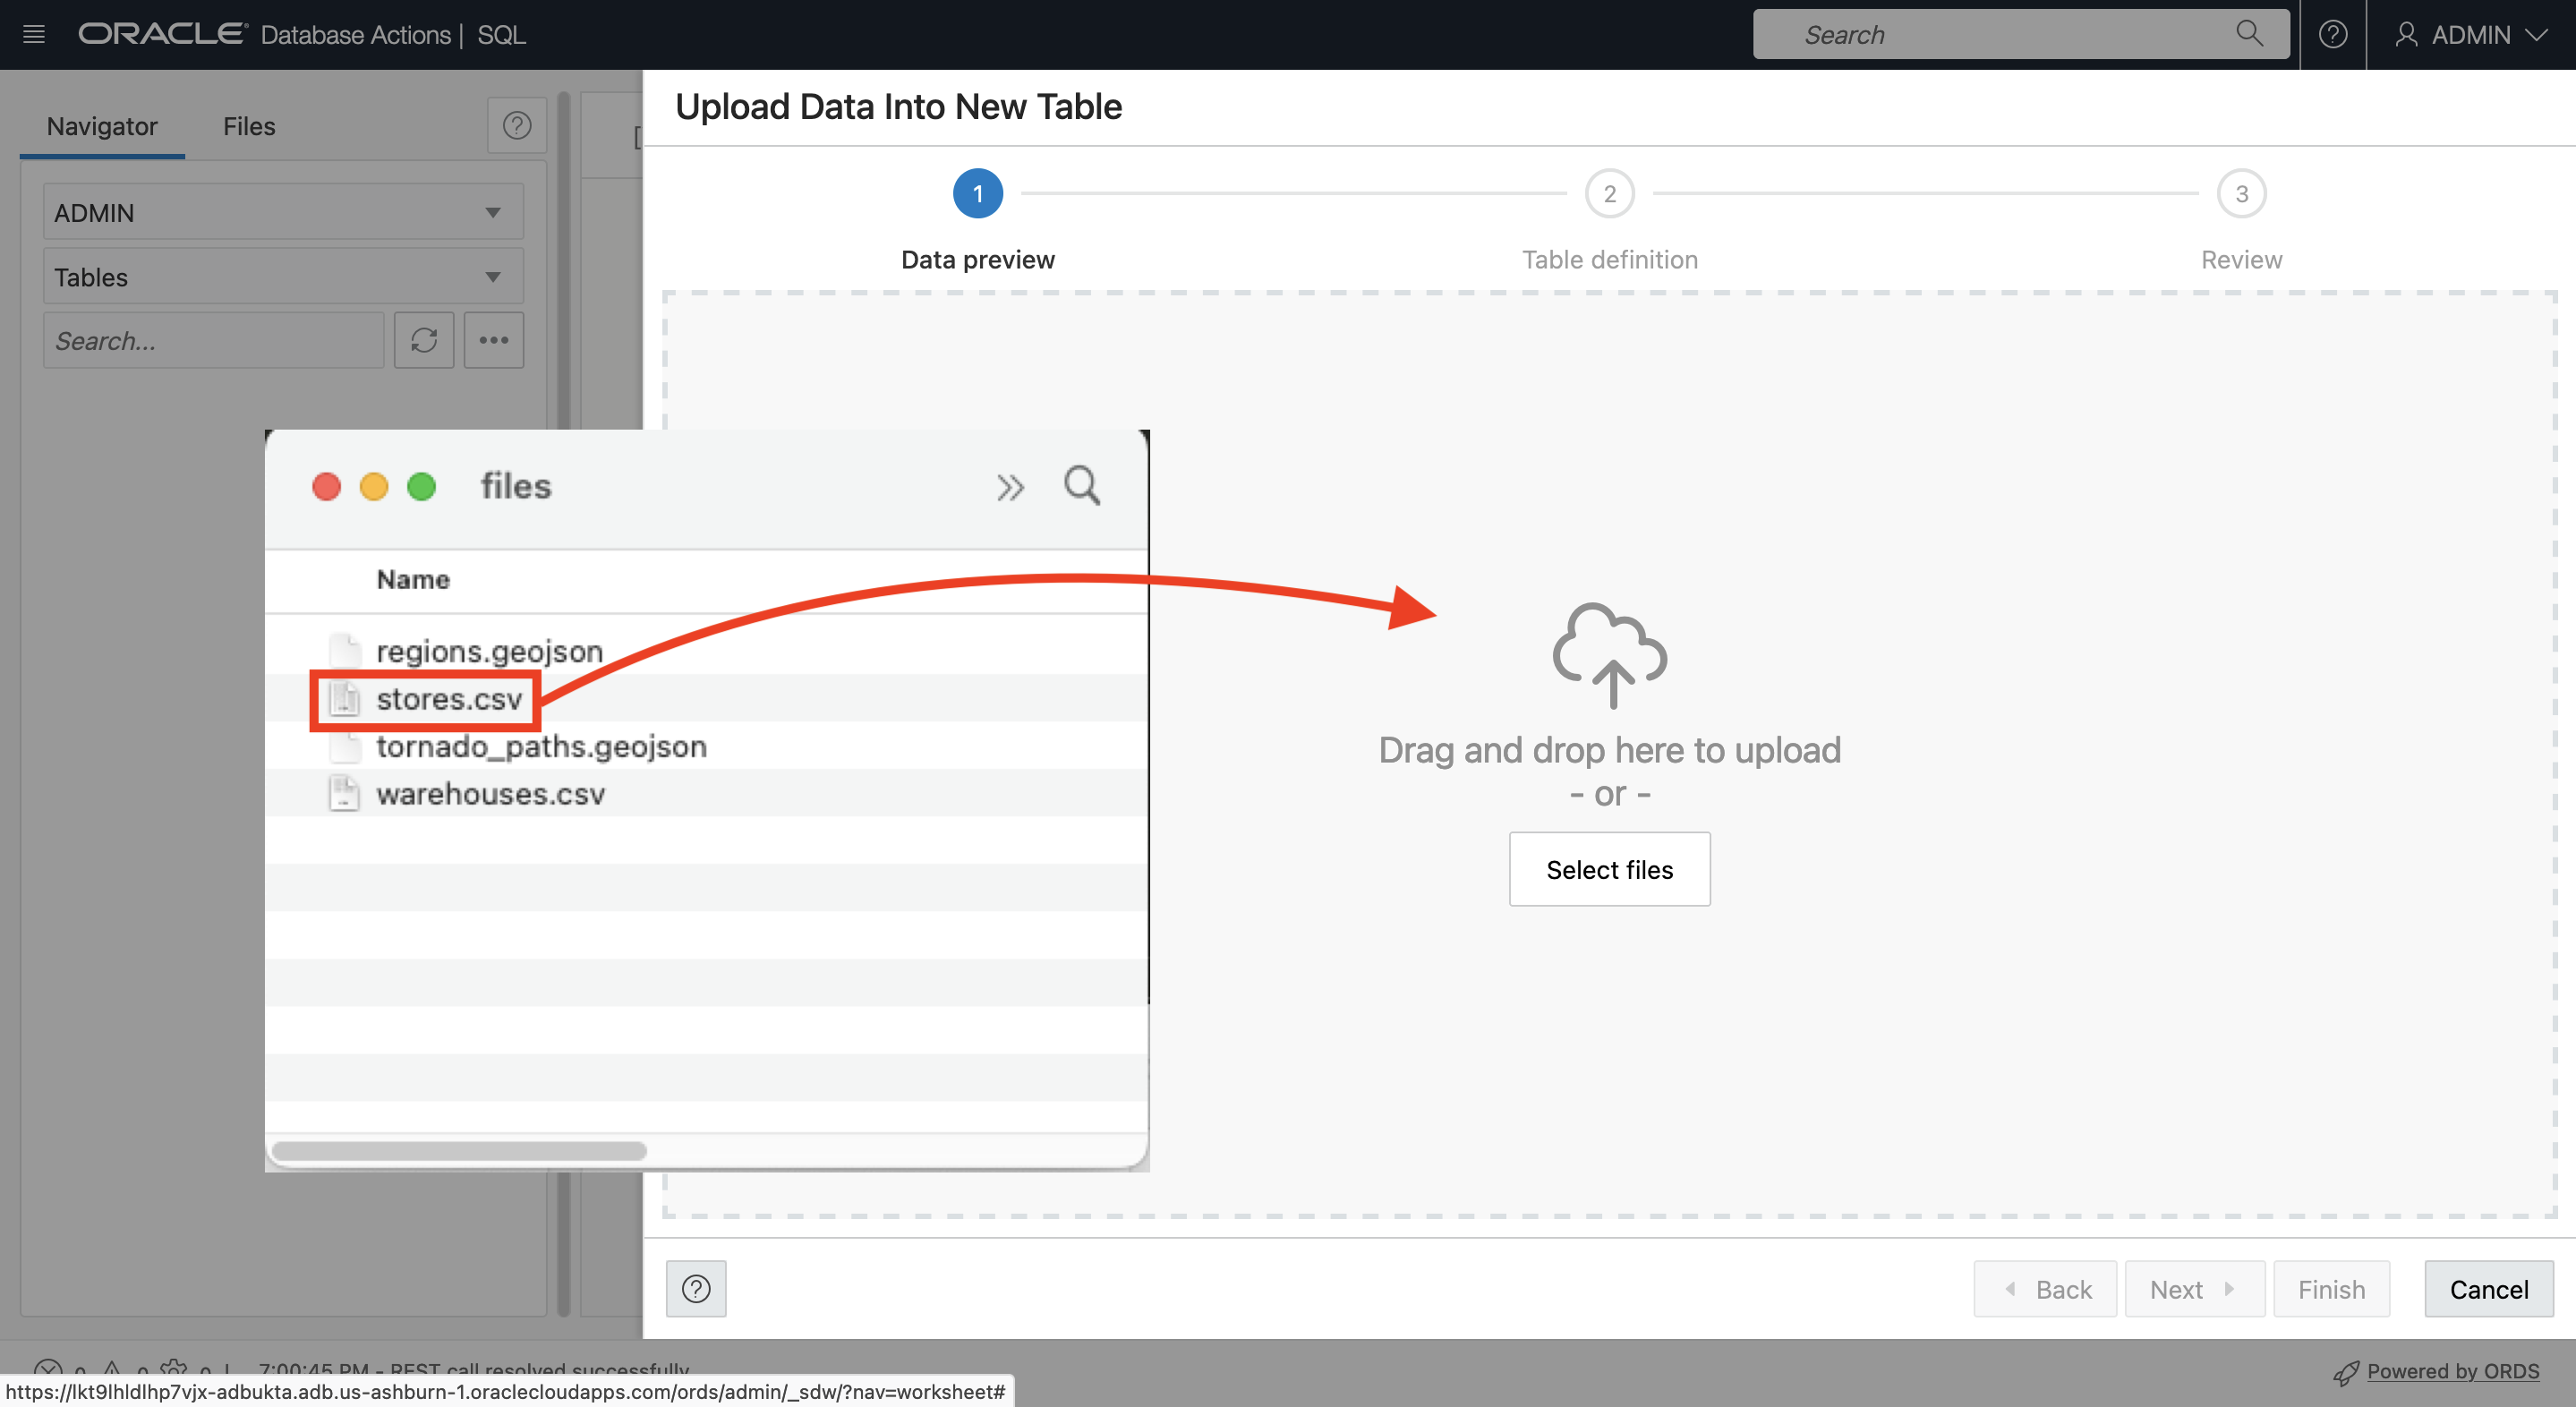 ORACLE Database Actions | SQL
Search
ADMIN
Navigator
Files
ADMIN
Tables
Search...
Upload Data Into New Table
1
2
3
Data preview
Table definition
Review
files
Name
regions.geojson
stores.csv
tornado_paths.geojson
warehouses.csv
Drag and drop here to upload
- or -
Select files
Back
Next
Finish
Cancel
7:00:45 PM - REST call resolved successfully
Powered by ORDS
https://lkt9lhldlhp7vjx-adbukta.adb.us-ashburn-1.oraclecloudapps.com/ords/admin/_sdw/?nav=worksheet#